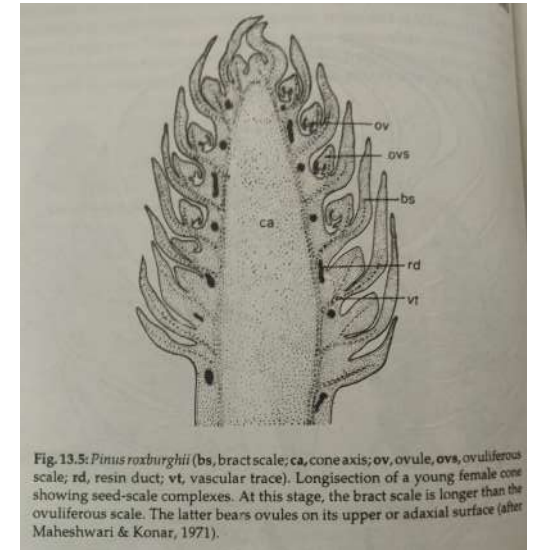 ov
ovs
bs
ca
rd
vt
Fig. 13.5: Pinus roxburghii (bs, bract scale; ca, cone axis; ov, ovule, ovs, ovuliferous
scale; rd, resin duct; vt, vascular trace). Longisection of a young female cone
showing seed-scale complexes. At this stage, the bract scale is longer than the
ovuliferous scale. The latter bears ovules on its upper or adaxial surface (after
Maheshwari & Konar, 1971).